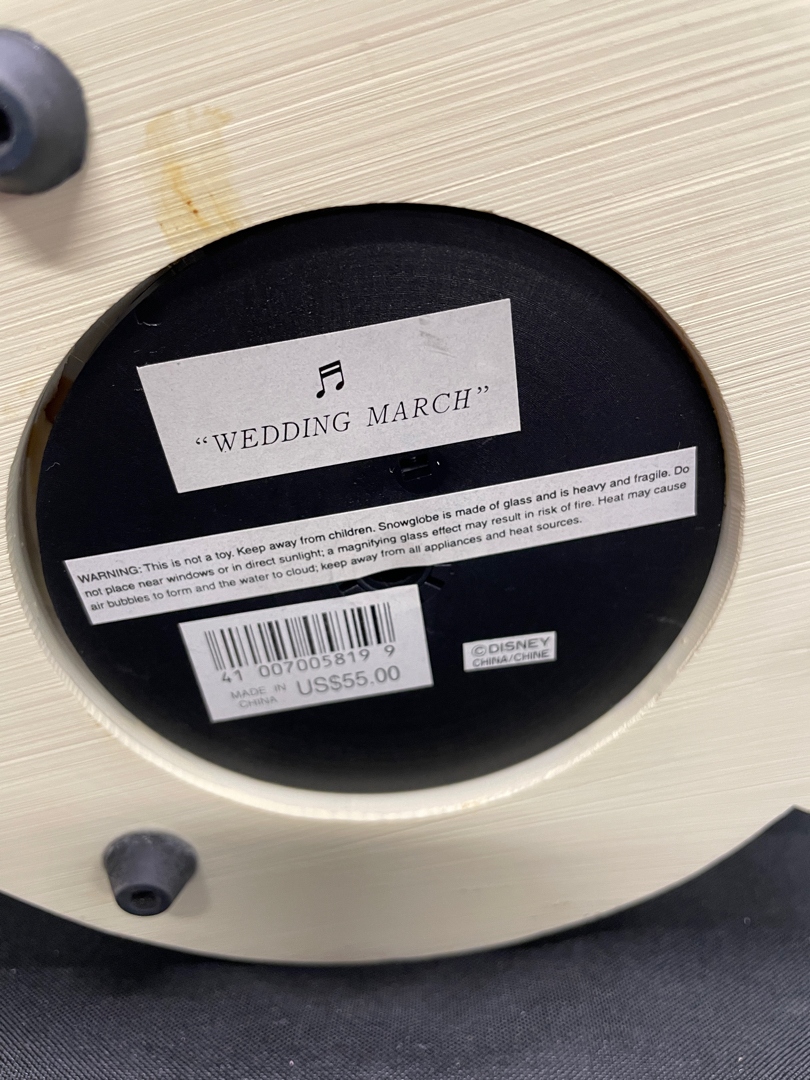 “WEDDING MARCH”
WARNING: This is not a toy. Keep away from children. Snowglobe is made of glass and is heavy and fragile. Do
not place near windows or in direct sunlight; a magnifying glass effect may result in risk of fire. Heat may cause
air bubbles to form and the water to cloud; keep away from all appliances and heat sources.
41 007005819 9
MADE IN
CHINA
US$55.00
©DISNEY
CHINA/CHINE